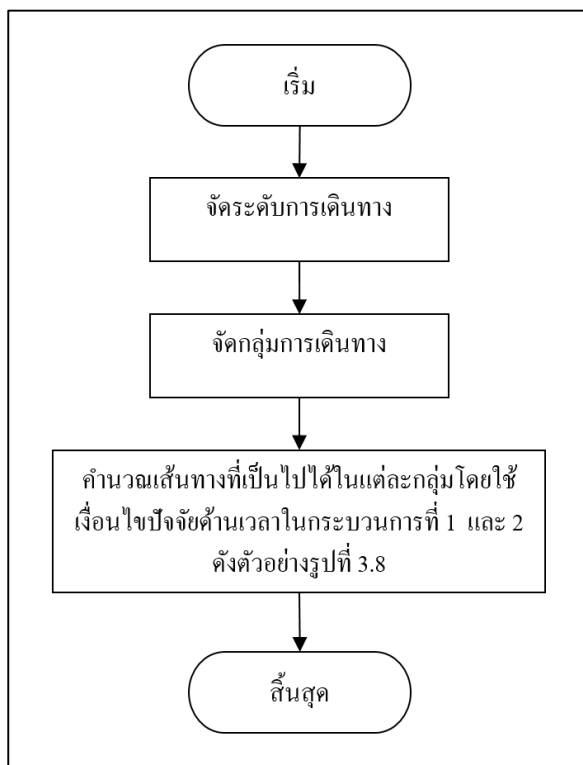 เริ่ม
จัดระดับการเดินทาง
จัดกลุ่มการเดินทาง
คำนวณเส้นทางที่เป็นไปได้ในแต่ละกลุ่มโดยใช้
เงื่อนไขปัจจัยด้านเวลาในกระบวนการที่ 1 และ 2
ดังตัวอย่างรูปที่ 3.8
สิ้นสุด